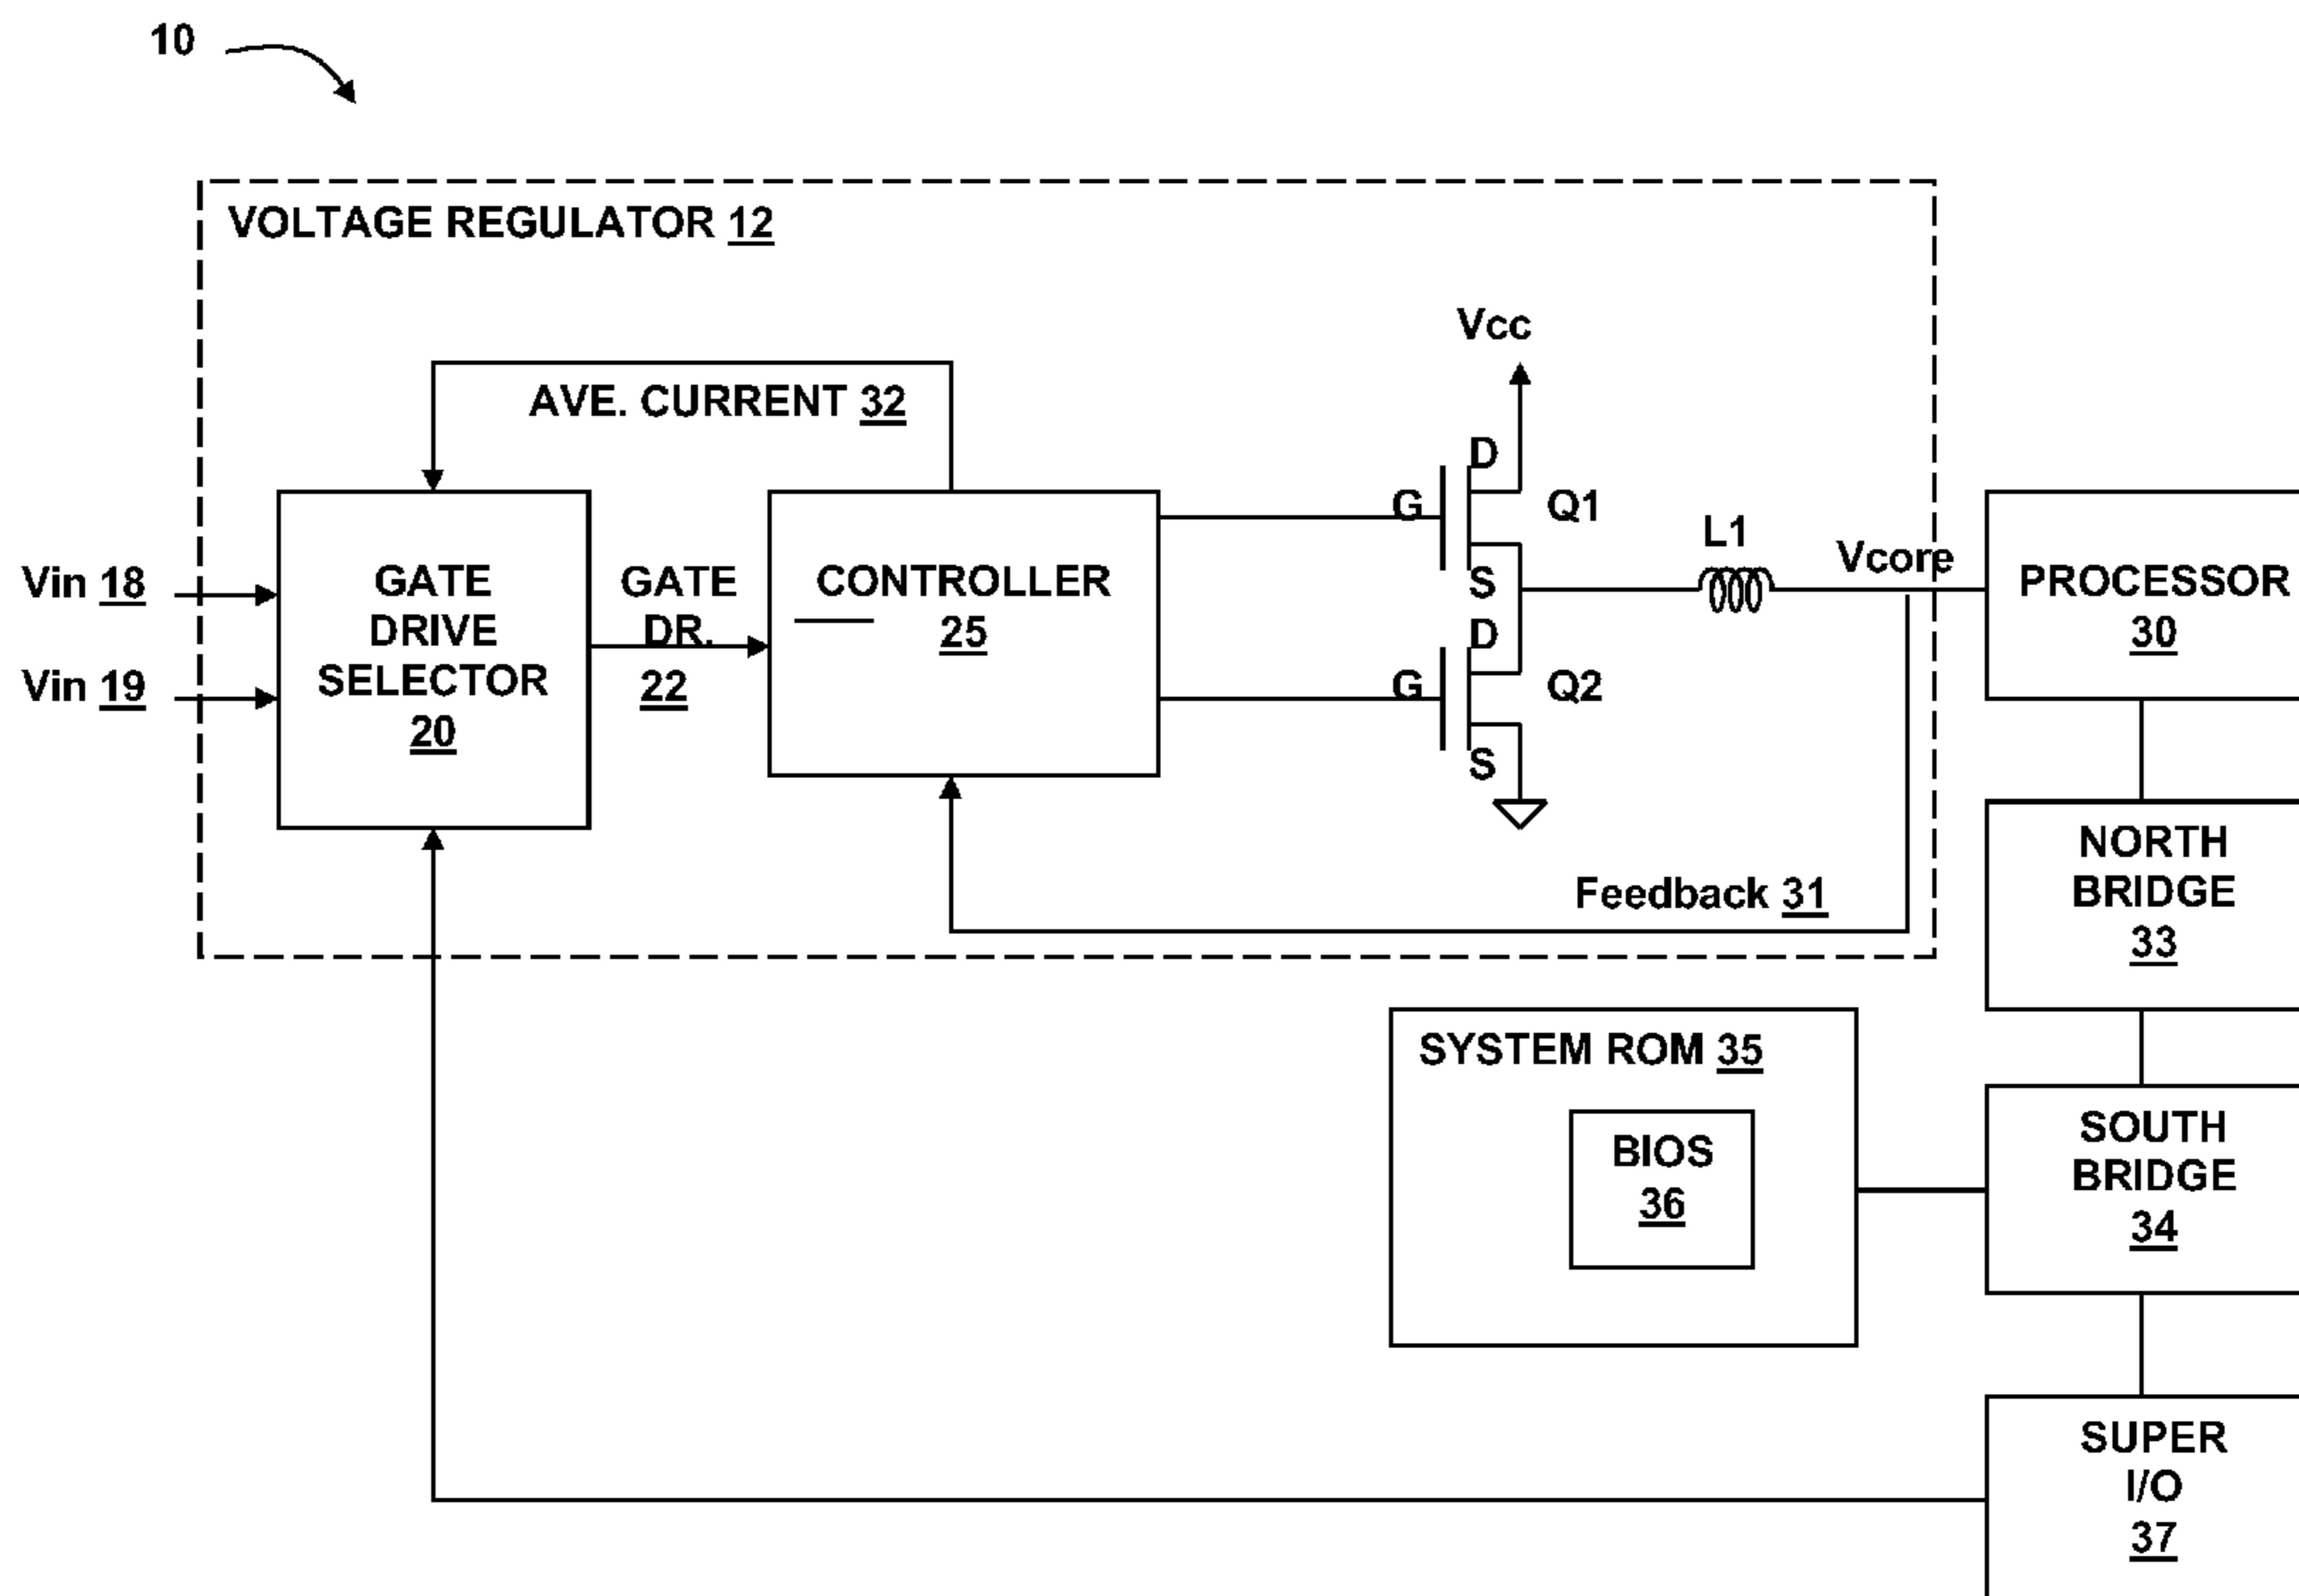 10
VOLTAGE REGULATOR 12
Vcc
AVE. CURRENT 32
D
G
Q1
S
L1
Vcore
Vin 18
Vin 19
GATE
DRIVE
SELECTOR
20
GATE
DR.
22
CONTROLLER
25
D
G
Q2
S
PROCESSOR
30
Feedback 31
NORTH
BRIDGE
33
SYSTEM ROM 35
BIOS
36
SOUTH
BRIDGE
34
SUPER
I/O
37